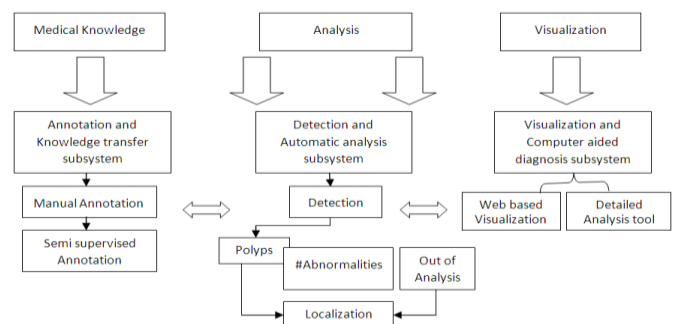 Medical Knowledge
Analysis
Visualization
Annotation and
Knowledge transfer
subsystem
Detection and
Automatic analysis
subsystem
Visualization and
Computer aided
diagnosis subsystem
Manual Annotation
Detection
Web based
Visualization
Detailed
Analysis tool
Semi supervised
Annotation
Polyps
#Abnormalities
Out of
Analysis
Localization